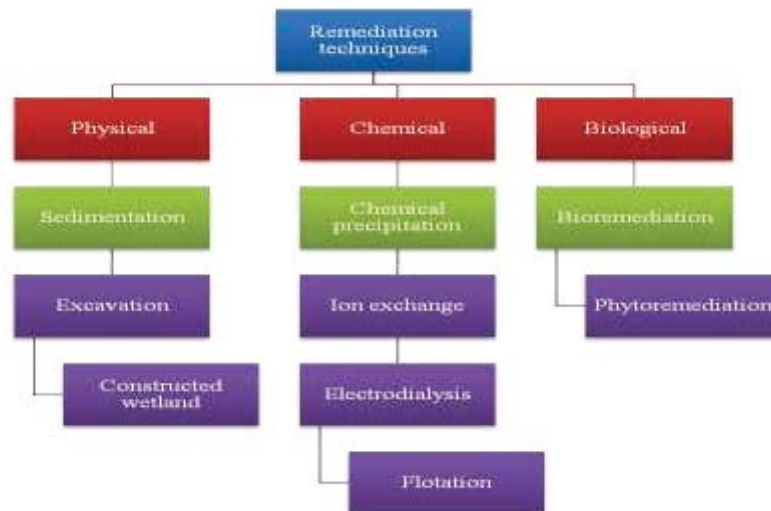 Remediation
techniques
Physical
Chemical
Biological
Sedimentation
Chemical
precipitation
Bioremediation
Excavation
Ion exchange
Phytoremediation
Constructed
wetland
Electrodialysis
Flotation